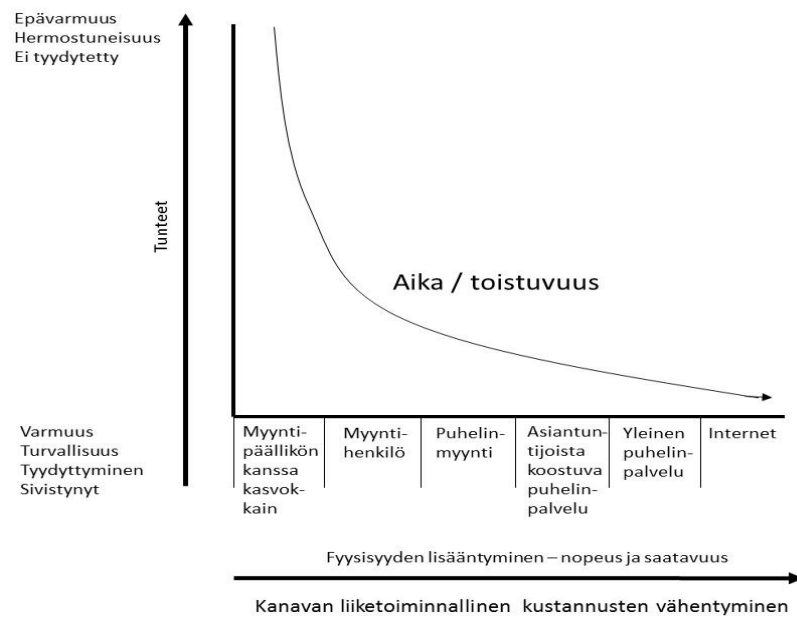 Epävarmuus
Hermostuneisuus
Ei tyydytetty
Tunteet
Aika / toistuvuus
Varmuus
Turvallisuus
Tyydyttyminen
Sivistynyt
Myynti-
päällikön
kanssa
kasvok-
kain
Myynti-
henkilö
Puhelin-
myynti
Asiantun-
tijoista
koostuva
puhelin-
palvelu
Yleinen
puhelin-
palvelu
Internet
Fyysisyyden lisääntyminen – nopeus ja saatavuus
Kanavan liiketoiminnallinen kustannusten vähentyminen